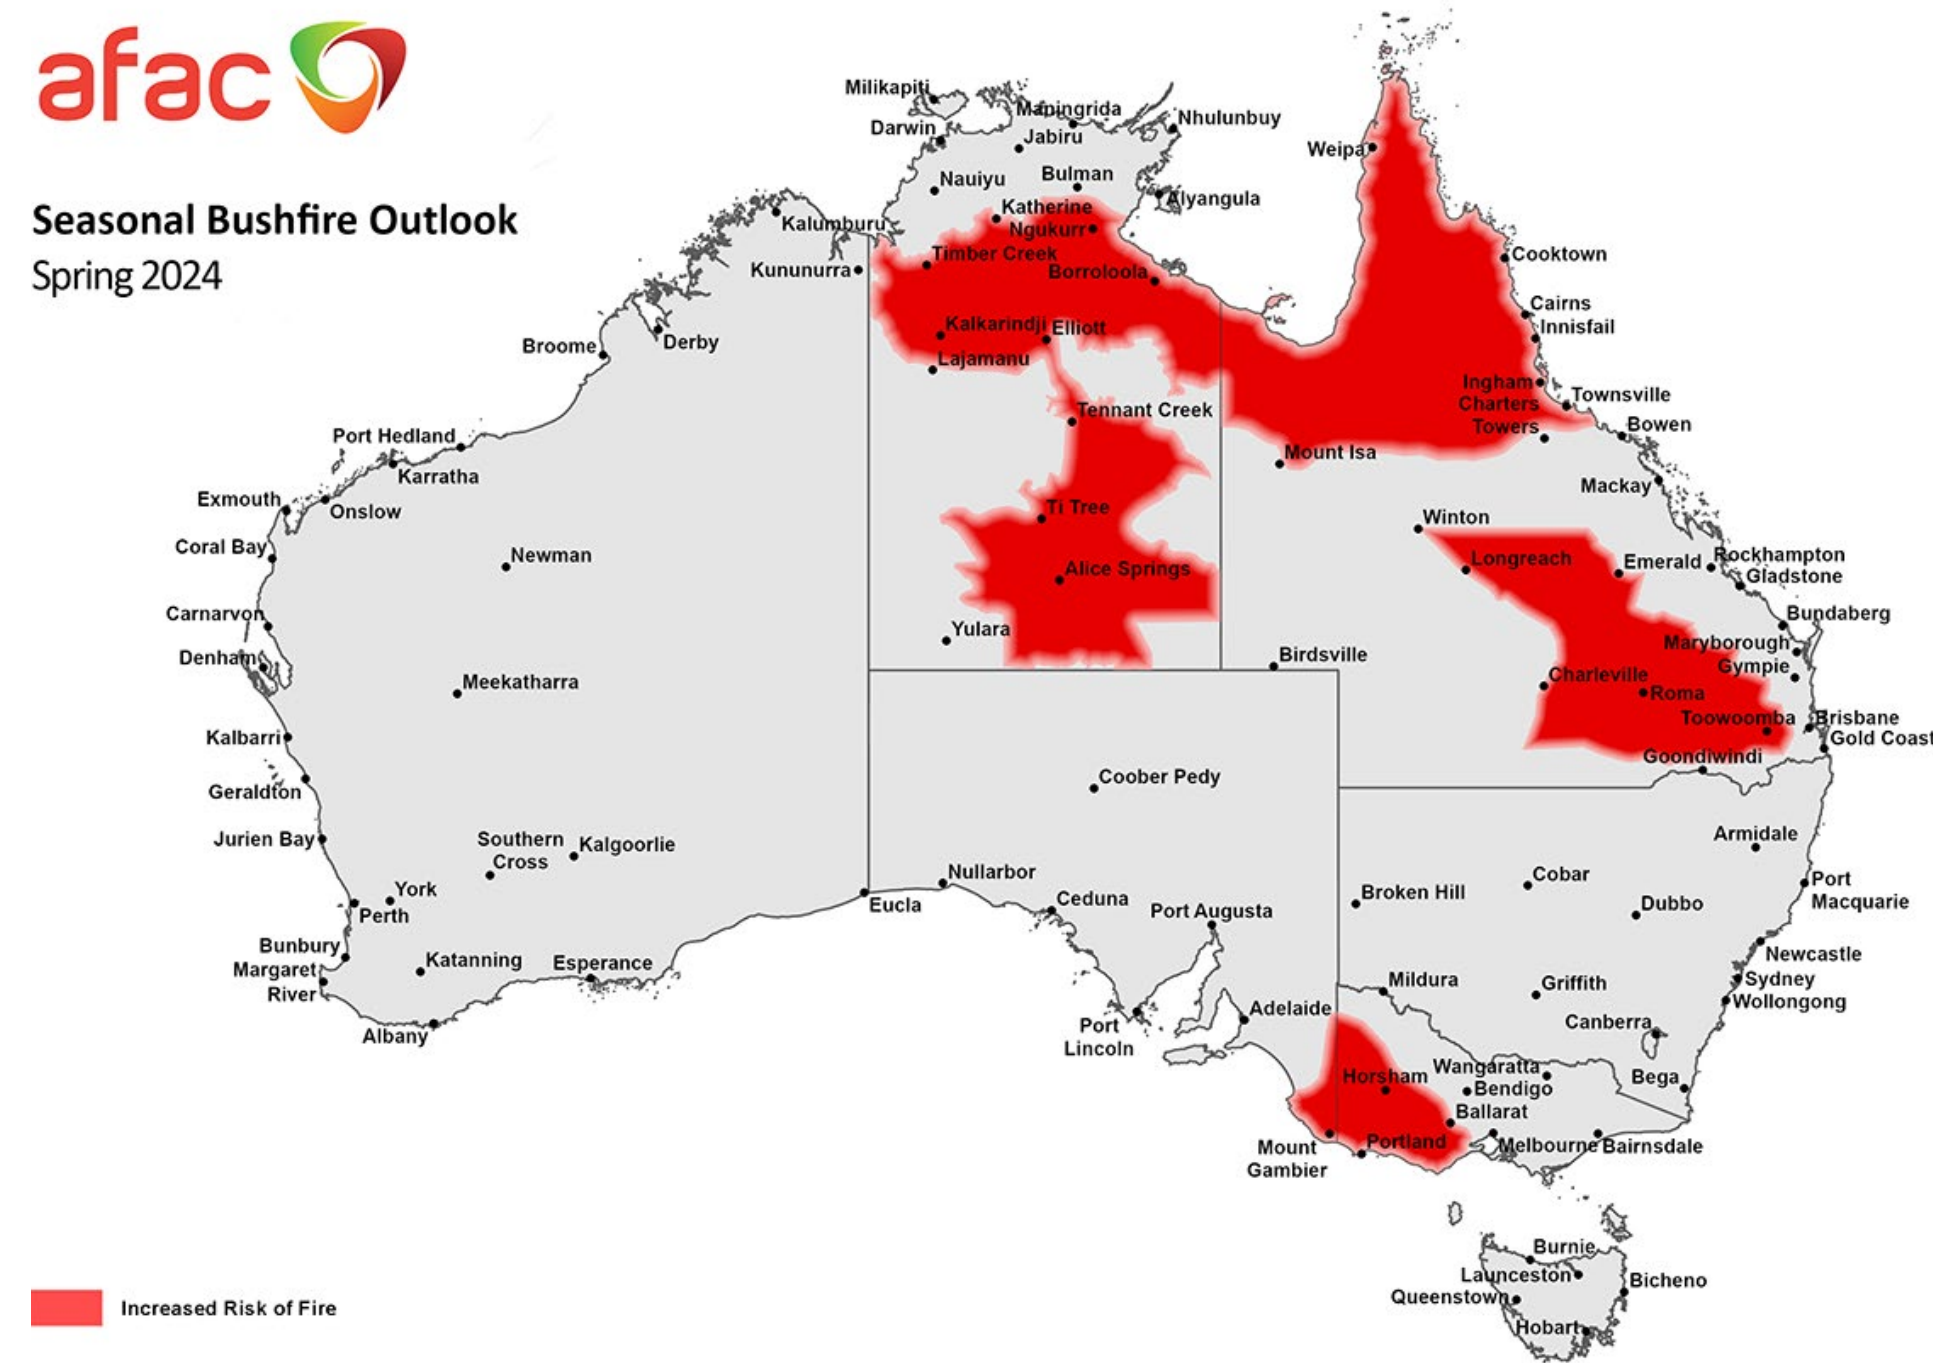 afac
Seasonal Bushfire Outlook
Spring 2024
Milikapiti
Maningrida
Nhulunbuy
Darwin
Jabiru
Weipa
Nauiyu
Bulman
Alyangula
Katherine
Kalumburu
Ngukurr
Timber Creek
Cooktown
Kununurra
Borroloola
Cairns
Innisfail
Kalkarindji
Elliott
Broome
Derby
Lajamanu
Ingham
Townsville
Charters
Towers
Tennant Creek
Bowen
Port Hedland
Mount Isa
Karratha
Mackay
Exmouth
Onslow
Ti Tree
Winton
Coral Bay
Newman
Longreach
Emerald
Rockhampton
Alice Springs
Gladstone
Carnarvon
Bundaberg
Yulara
Maryborough
Denham
Birdsville
Gympie
Meekatharra
Charleville
Roma
Toowoomba
Brisbane
Kalbarri
Gold Coast
Goondiwindi
Coober Pedy
Geraldton
Jurien Bay
Southern
Cross
Kalgoorlie
Armidale
Nullarbor
Cobar
Port
Macquarie
York
Broken Hill
Ceduna
Eucla
Dubbo
Perth
Port Augusta
Bunbury
Newcastle
Katanning
Esperance
Margaret
River
Mildura
Griffith
Sydney
Wollongong
Adelaide
Albany
Port
Lincoln
Canberra
Wangaratta
Horsham
Bega
Bendigo
Ballarat
Mount
Gambier
Portland
Melbourne
Bairnsdale
Burnie
Launceston
Bicheno
Queenstown
Hobart
Increased Risk of Fire